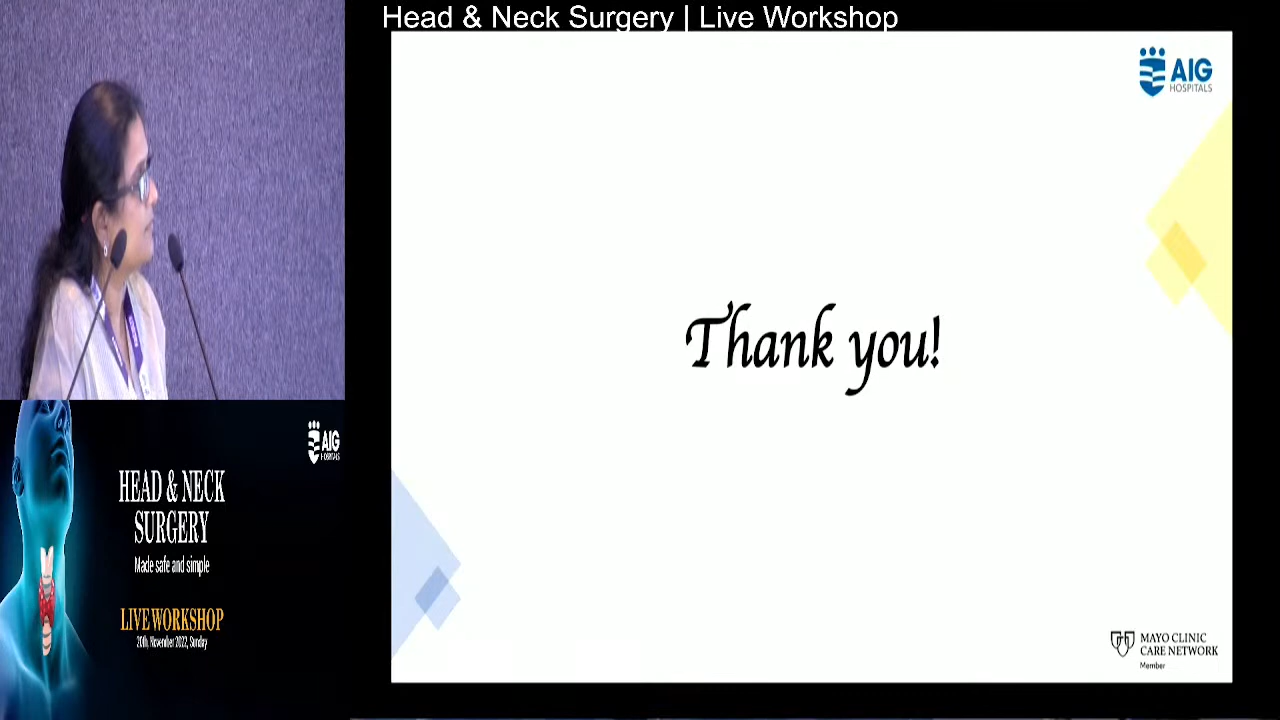 Head & Neck Surgery | Live Workshop
AIG
HOSPITALS
Thank you!
MAYO CLINIC
CARE NETWORK
Member
AIG
HOSPITALS
HEAD & NECK
SURGERY
Made safe and simple
LIVE WORKSHOP
20th, November 2022, Sunday